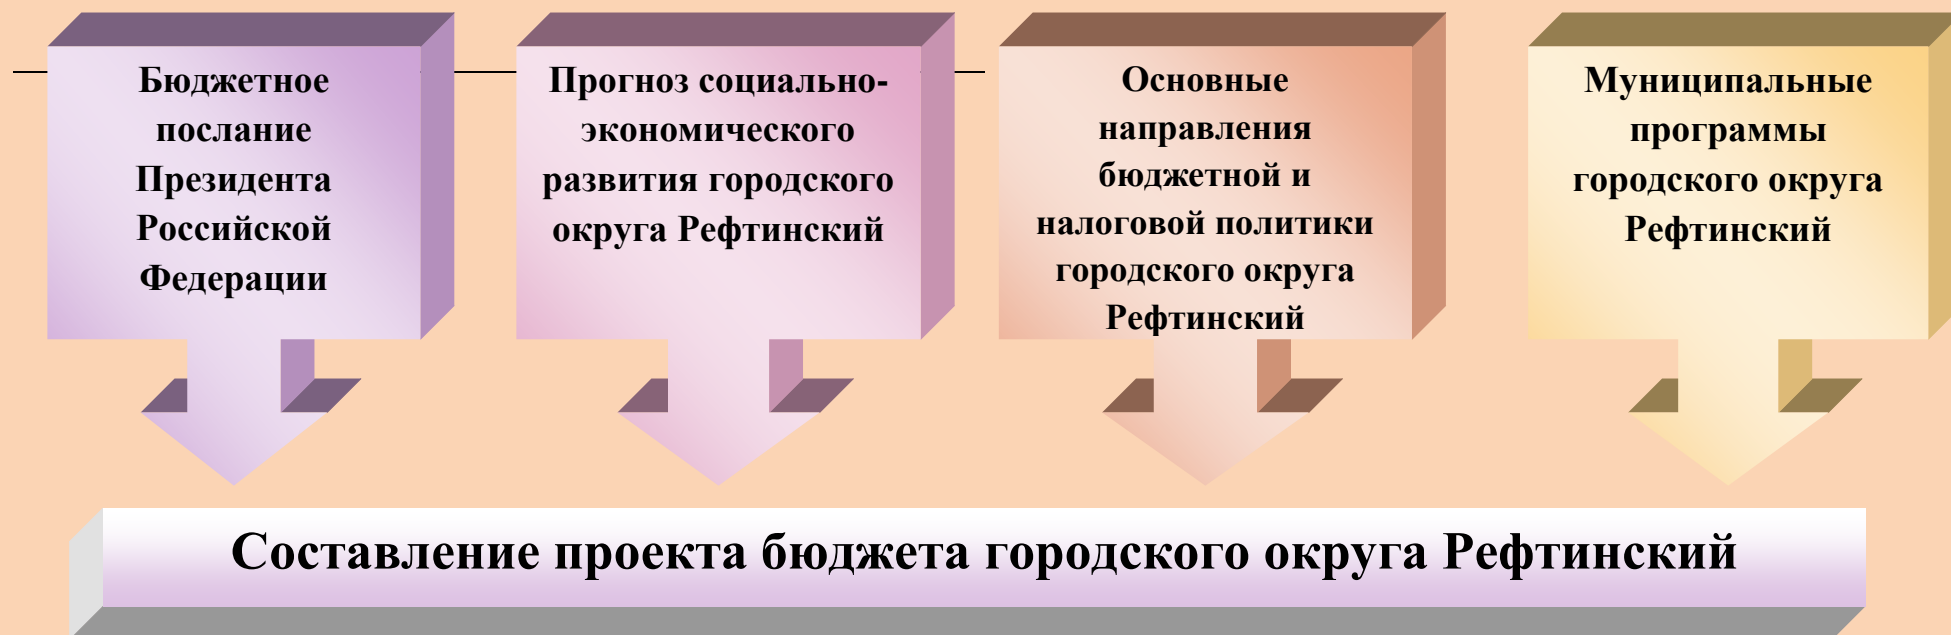 Бюджетное
послание
Президента
Российской
Федерации
Прогноз социально-
экономического
развития городского
округа Рефтинский
Основные
направления
бюджетной и
налоговой политики
городского округа
Рефтинский
Муниципальные
программы
городского округа
Рефтинский
Составление проекта бюджета городского округа Рефтинский